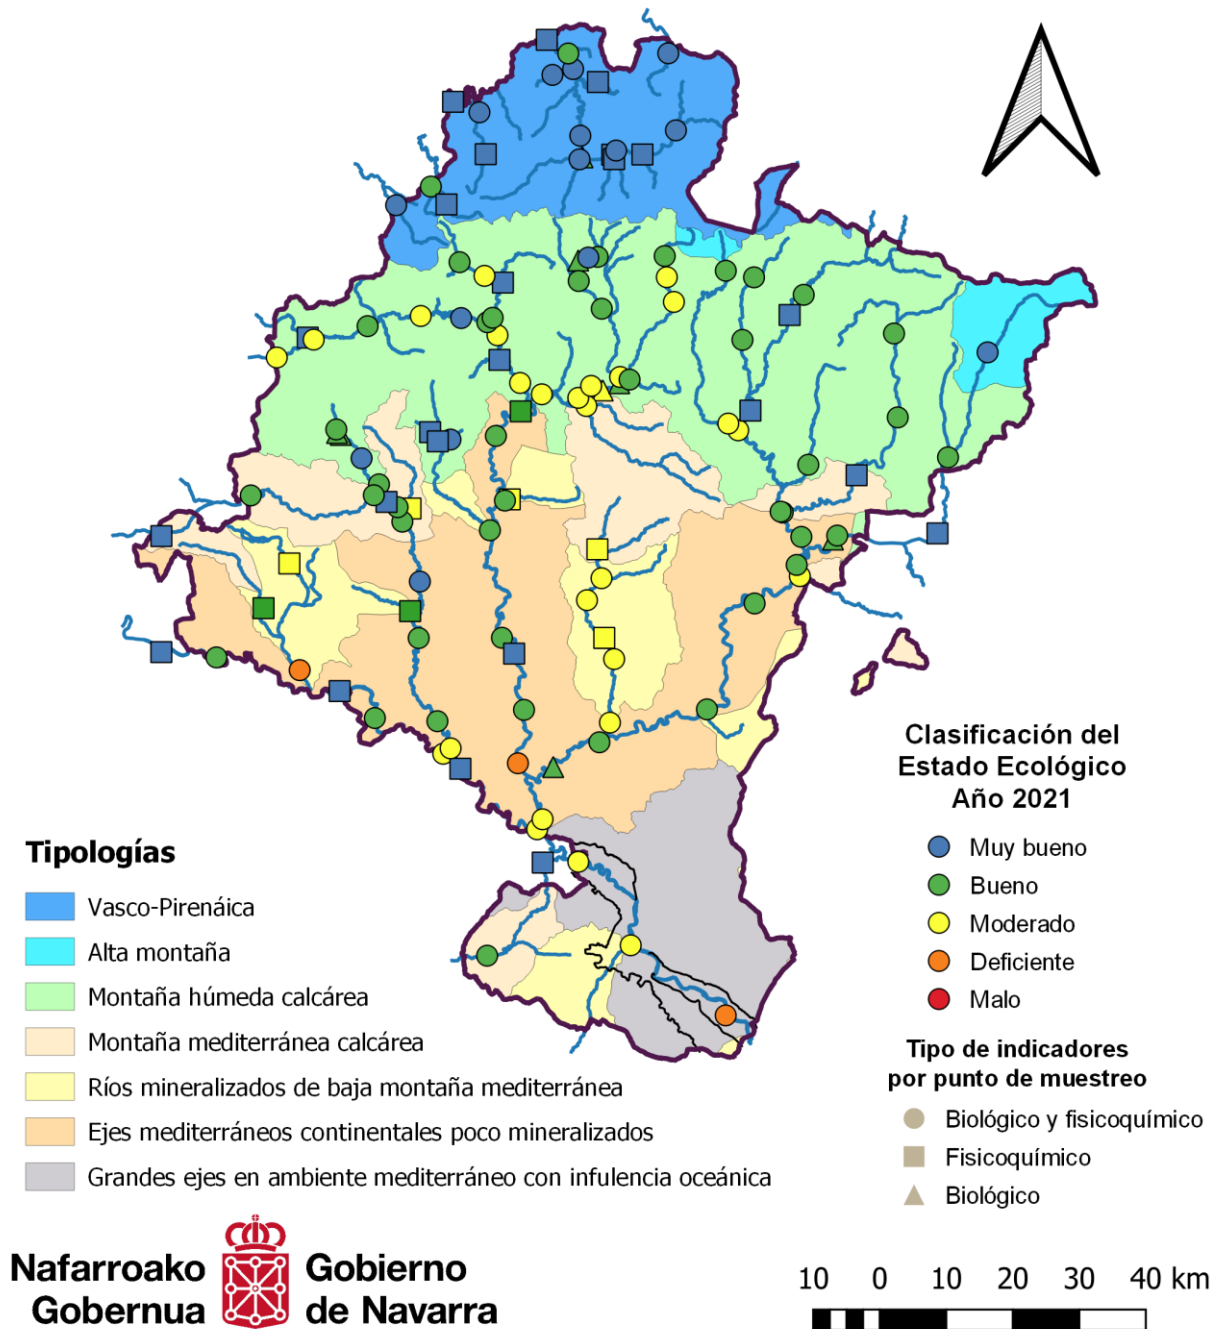 Clasificación del
Estado Ecológico
Año 2021
Muy bueno
Bueno
Moderado
Deficiente
Malo
Tipo de indicadores
por punto de muestreo
Biológico y fisicoquímico
Fisicoquímico
Biológico
Tipologías
Vasco-Pirenáica
Alta montaña
Montaña húmeda calcárea
Montaña mediterránea calcárea
Ríos mineralizados de baja montaña mediterránea
Ejes mediterráneos continentales poco mineralizados
Grandes ejes en ambiente mediterráneo con infulencia oceánica
Nafarroako
Gobernua
Gobierno
de Navarra
10 0 10 20 30 40 km